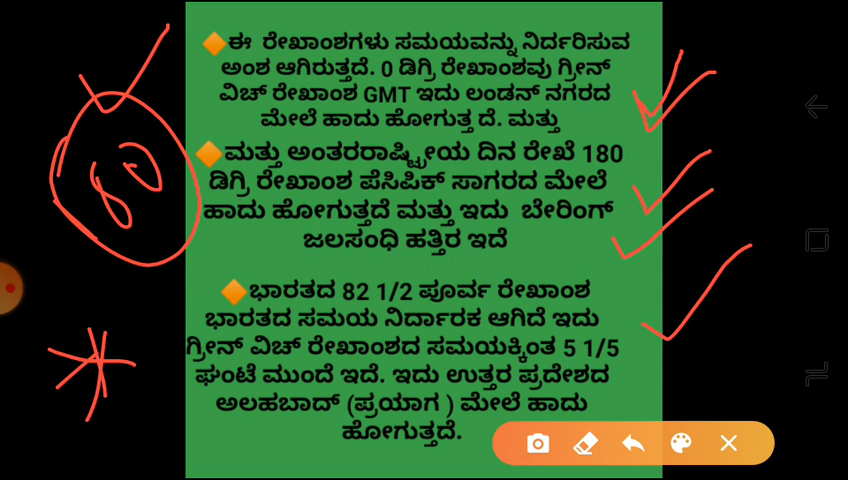 🔶ಈ ರೇಖಾಂಶಗಳು ಸಮಯವನ್ನು ನಿರ್ದರಿಸುವ
ಅಂಶ ಆಗಿರುತ್ತದೆ. 0 ಡಿಗ್ರಿ ರೇಖಾಂಶವು ಗ್ರೀನ್
ವಿಚ್ ರೇಖಾಂಶ GMT ಇದು ಲಂಡನ್ ನಗರದ
ಮೇಲೆ ಹಾದು ಹೋಗುತ್ತ ದೆ. ಮತ್ತು
🔶ಮತ್ತು ಅಂತರರಾಷ್ಟ್ರೀಯ ದಿನ ರೇಖೆ 180
ಡಿಗ್ರಿ ರೇಖಾಂಶ ಪೆಸಿಪಿಕ್ ಸಾಗರದ ಮೇಲೆ
ಹಾದು ಹೋಗುತ್ತದೆ ಮತ್ತು ಇದು ಬೇರಿಂಗ್
ಜಲಸಂಧಿ ಹತ್ತಿರ ಇದೆ
🔶ಭಾರತದ 82 1/2 ಪೂರ್ವ ರೇಖಾಂಶ
ಭಾರತದ ಸಮಯ ನಿರ್ದಾರಕ ಆಗಿದೆ ಇದು
ಗ್ರೀನ್ ವಿಚ್ ರೇಖಾಂಶದ ಸಮಯಕ್ಕಿಂತ 5 1/5
ಘಂಟೆ ಮುಂದೆ ಇದೆ. ಇದು ಉತ್ತರ ಪ್ರದೇಶದ
ಅಲಹಬಾದ್ (ಪ್ರಯಾಗ ) ಮೇಲೆ ಹಾದು
ಹೋಗುತ್ತದೆ.